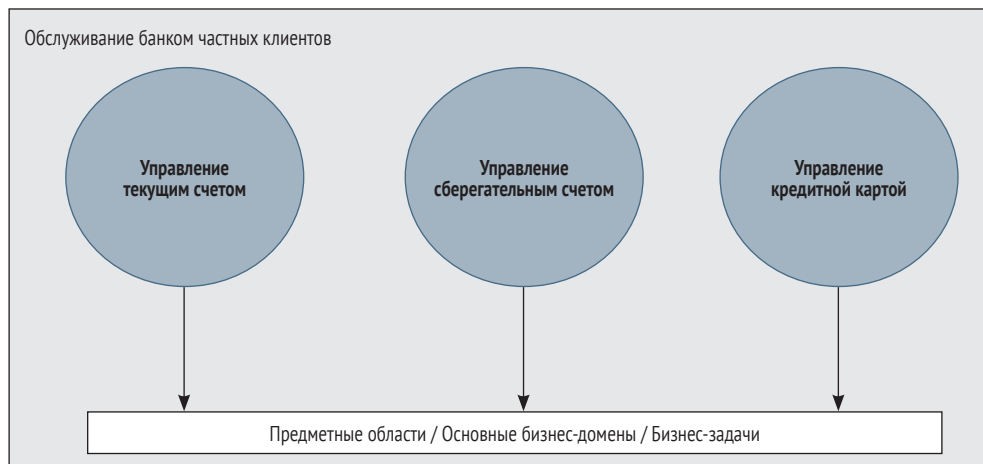 Обслуживание банком частных клиентов
Управление
текущим счетом
Управление
сберегательным счетом
Управление
кредитной картой
Предметные области / Основные бизнес-домены / Бизнес-задачи